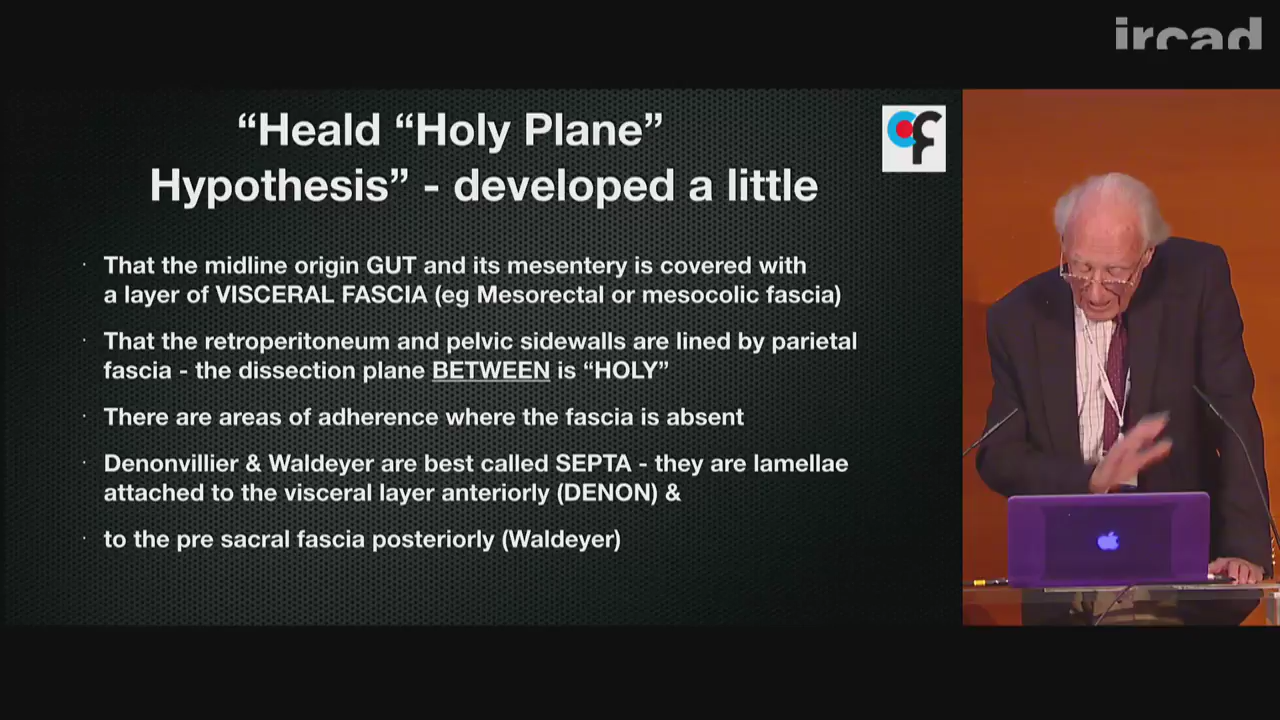 ircad
“Heald “Holy Plane”
Hypothesis” - developed a little
CF
· That the midline origin GUT and its mesentery is covered with
a layer of VISCERAL FASCIA (eg Mesorectal or mesocolic fascia)
· That the retroperitoneum and pelvic sidewalls are lined by parietal
fascia - the dissection plane BETWEEN is “HOLY”
· There are areas of adherence where the fascia is absent
· Denonvillier & Waldeyer are best called SEPTA - they are lamellae
attached to the visceral layer anteriorly (DENON) &
· to the pre sacral fascia posteriorly (Waldeyer)